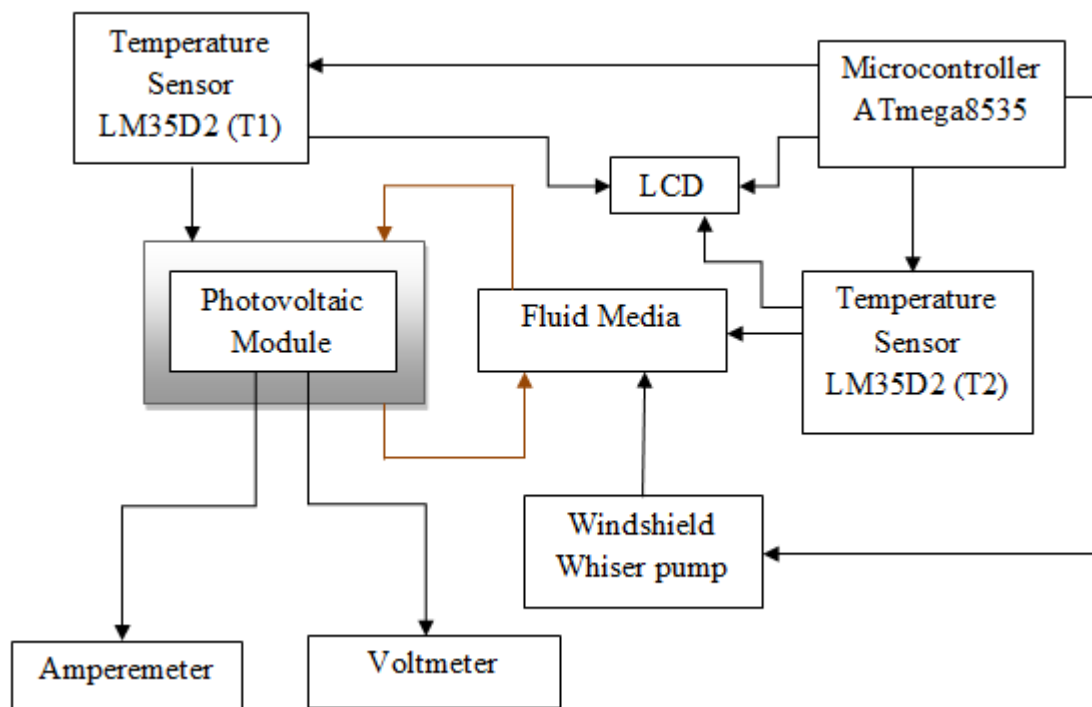 Temperature
Sensor
LM35D2 (T1)
Microcontroller
ATmega8535
LCD
Photovoltaic
Module
Fluid Media
Temperature
Sensor
LM35D2 (T2)
Windshield
Whiser pump
Amperemeter
Voltmeter